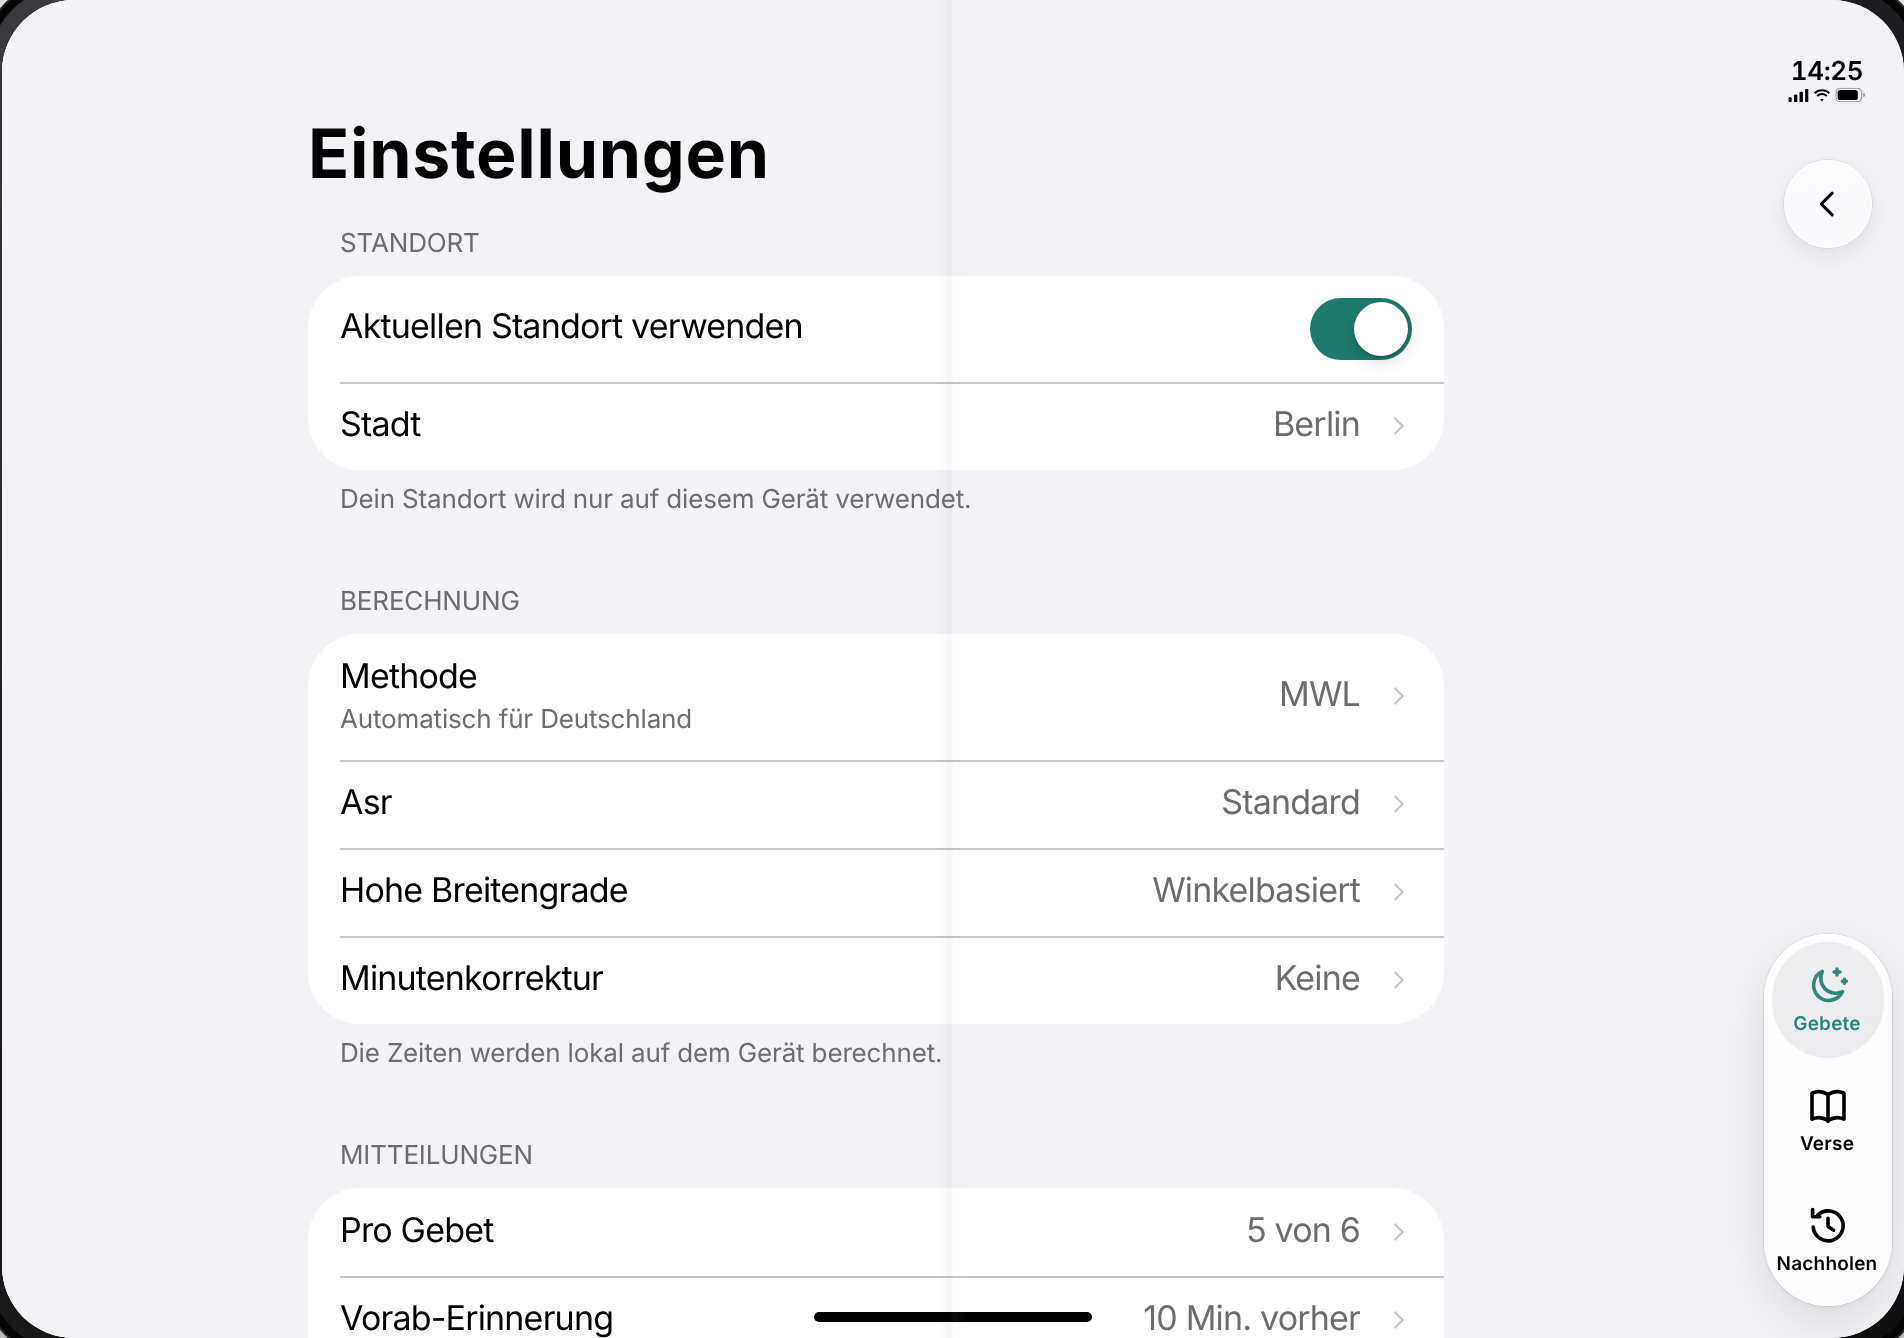 14:25
Einstellungen
STANDORT
Aktuellen Standort verwenden
Stadt Berlin
Dein Standort wird nur auf diesem Gerät verwendet.
BERECHNUNG
Methode MWL
Automatisch für Deutschland
Asr Standard
Hohe Breitengrade Winkelbasiert
Minutenkorrektur Keine
Die Zeiten werden lokal auf dem Gerät berechnet.
MITTEILUNGEN
Pro Gebet 5 von 6
Vorab-Erinnerung 10 Min. vorher
Gebete
Verse
Nachholen